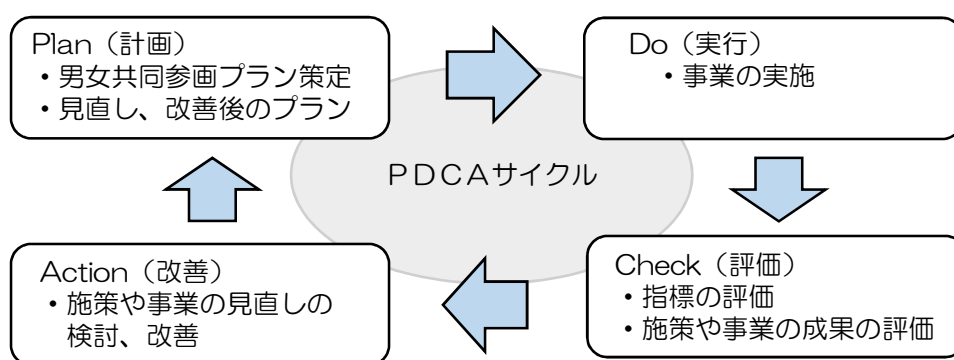 Plan（計画）
・男女共同参画プラン策定
・見直し、改善後のプラン
Do（実行）
・事業の実施
ＰＤＣＡサイクル
Action（改善）
・施策や事業の見直しの
検討、改善
Check（評価）
・指標の評価
・施策や事業の成果の評価